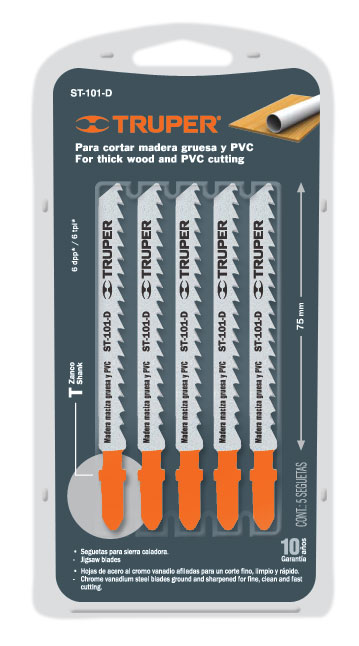 ST-101-D
TRUPER®
Para cortar madera gruesa y PVC
For thick wood and PVC cutting
6 dpp* / 6 tpi*
T Zanco
Shank
TRUPER
ST-101-D
Madera maciza gruesa y PVC
TRUPER
ST-101-D
Madera maciza gruesa y PVC
TRUPER
ST-101-D
Madera maciza gruesa y PVC
TRUPER
ST-101-D
Madera maciza gruesa y PVC
TRUPER
ST-101-D
Madera maciza gruesa y PVC
75 mm
CONT.: 5 SEGUETAS
10 años
Garantía
• Seguetas para sierra caladora.
- Jigsaw blades
• Hojas de acero al cromo vanadio afiladas para un corte fino, limpio y rápido.
- Chrome vanadium steel blades ground and sharpened for fine, clean and fast
cutting.